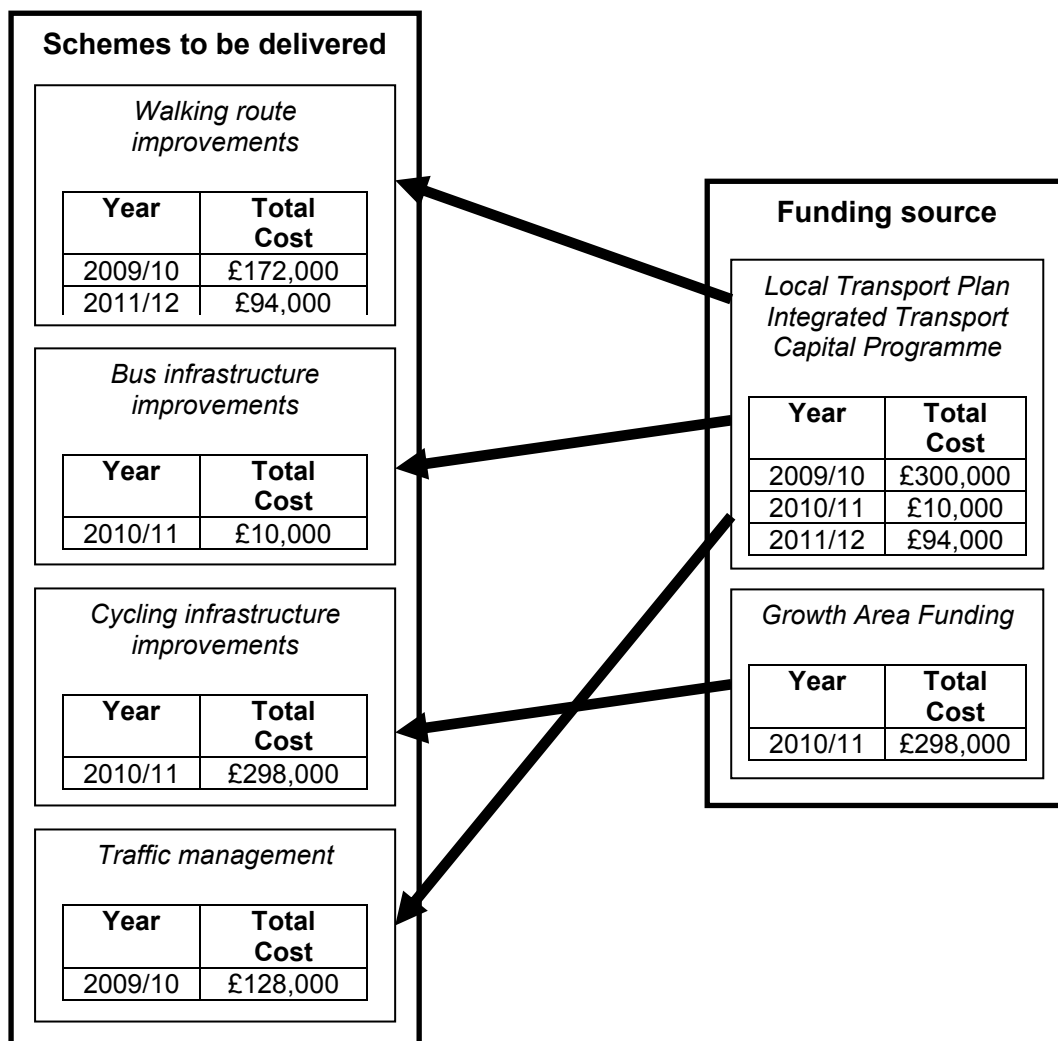 Schemes to be delivered
Walking route
improvements
Year Total
Cost
2009/10 £172,000
2011/12 £94,000
Bus infrastructure
improvements
Year Total
Cost
2010/11 £10,000
Cycling infrastructure
improvements
Year Total
Cost
2010/11 £298,000
Traffic management
Year Total
Cost
2009/10 £128,000
Funding source
Local Transport Plan
Integrated Transport
Capital Programme
Year Total
Cost
2009/10 £300,000
2010/11 £10,000
2011/12 £94,000
Growth Area Funding
Year Total
Cost
2010/11 £298,000